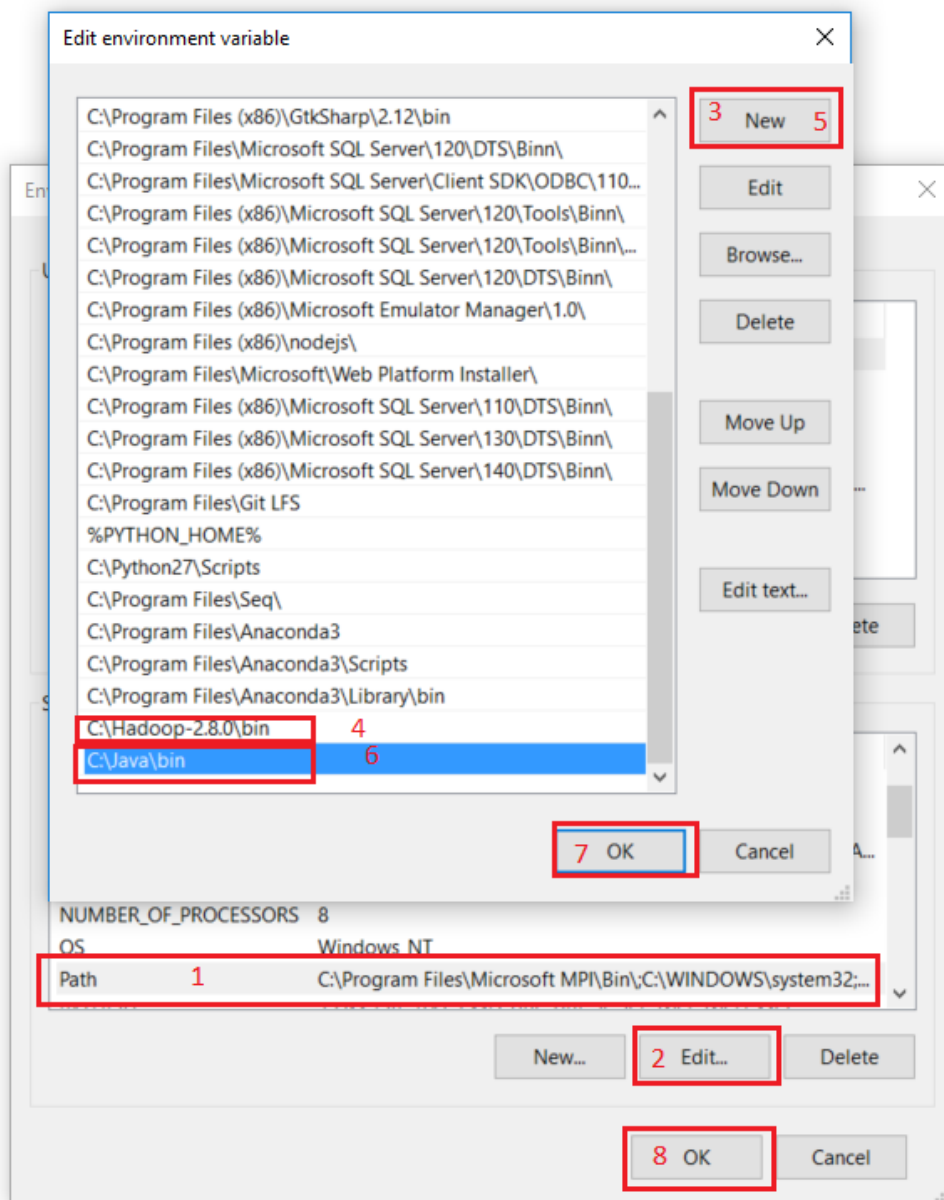 Edit environment variable
C:\Program Files (x86)\GtkSharp\2.12\bin
C:\Program Files\Microsoft SQL Server\120\DTS\Binn\
C:\Program Files\Microsoft SQL Server\Client SDK\ODBC\110...
C:\Program Files (x86)\Microsoft SQL Server\120\Tools\Binn\
C:\Program Files (x86)\Microsoft SQL Server\120\Tools\Binn\...
C:\Program Files (x86)\Microsoft SQL Server\120\DTS\Binn\
C:\Program Files (x86)\Microsoft Emulator Manager\1.0\
C:\Program Files (x86)\nodejs\
C:\Program Files\Microsoft\Web Platform Installer\
C:\Program Files (x86)\Microsoft SQL Server\110\DTS\Binn\
C:\Program Files (x86)\Microsoft SQL Server\130\DTS\Binn\
C:\Program Files (x86)\Microsoft SQL Server\140\DTS\Binn\
C:\Program Files\Git LFS
%PYTHON_HOME%
C:\Python27\Scripts
C:\Program Files\Seq\
C:\Program Files\Anaconda3
C:\Program Files\Anaconda3\Scripts
C:\Program Files\Anaconda3\Library\bin
C:\Hadoop-2.8.0\bin 4
C:\Java\bin 6
3 New 5
Edit
Browse...
Delete
Move Up
Move Down
Edit text...
7 OK
Cancel
En
ete
A...
NUMBER_OF_PROCESSORS 8
OS Windows_NT
Path 1 C:\Program Files\Microsoft MPI\Bin\;C:\WINDOWS\system32;...
New...
2 Edit...
Delete
8 OK
Cancel